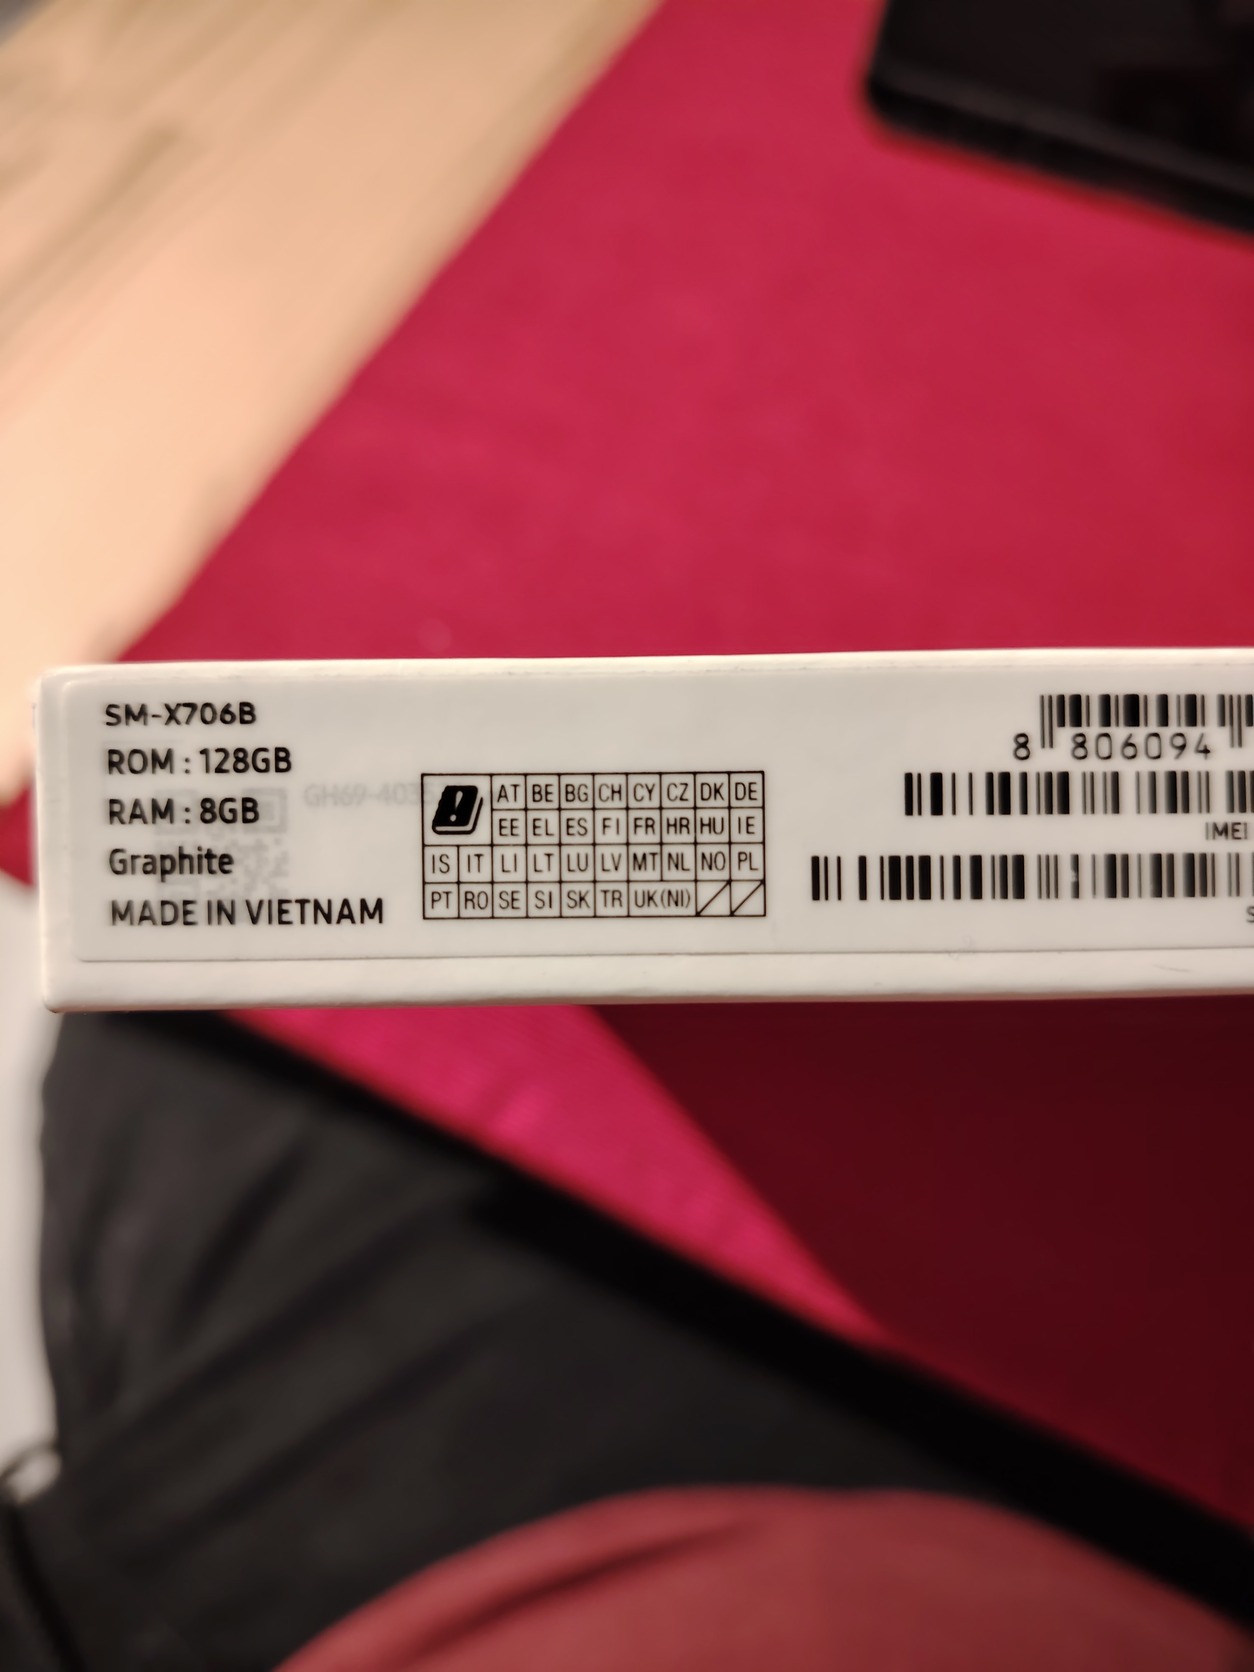 SM-X706B
ROM : 128GB
RAM : 8GB
Graphite
MADE IN VIETNAM
GH69-403
AT BE BG CH CY CZ DK DE
EE EL ES FI FR HR HU IE
IS IT LI LT LU LV MT NL NO PL
PT RO SE SI SK TR UK(NI)
8 806094
IMEI